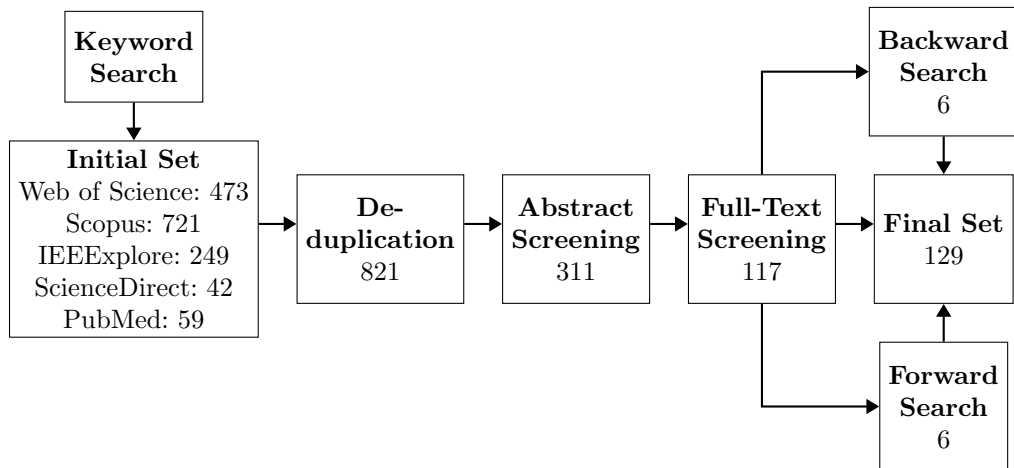 Keyword
Search
Initial Set
Web of Science: 473
Scopus: 721
IEEExplore: 249
ScienceDirect: 42
PubMed: 59
De-
duplication
821
Abstract
Screening
311
Full-Text
Screening
117
Backward
Search
6
Final Set
129
Forward
Search
6